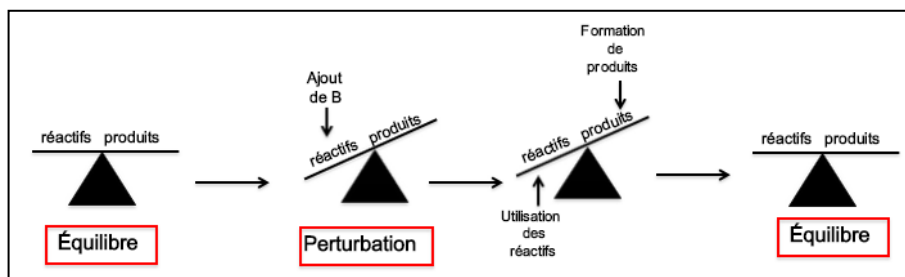 réactifs produits
Équilibre
Ajout
de B
réactifs produits
Perturbation
Formation
de
produits
réactifs produits
Utilisation
des
réactifs
réactifs produits
Équilibre